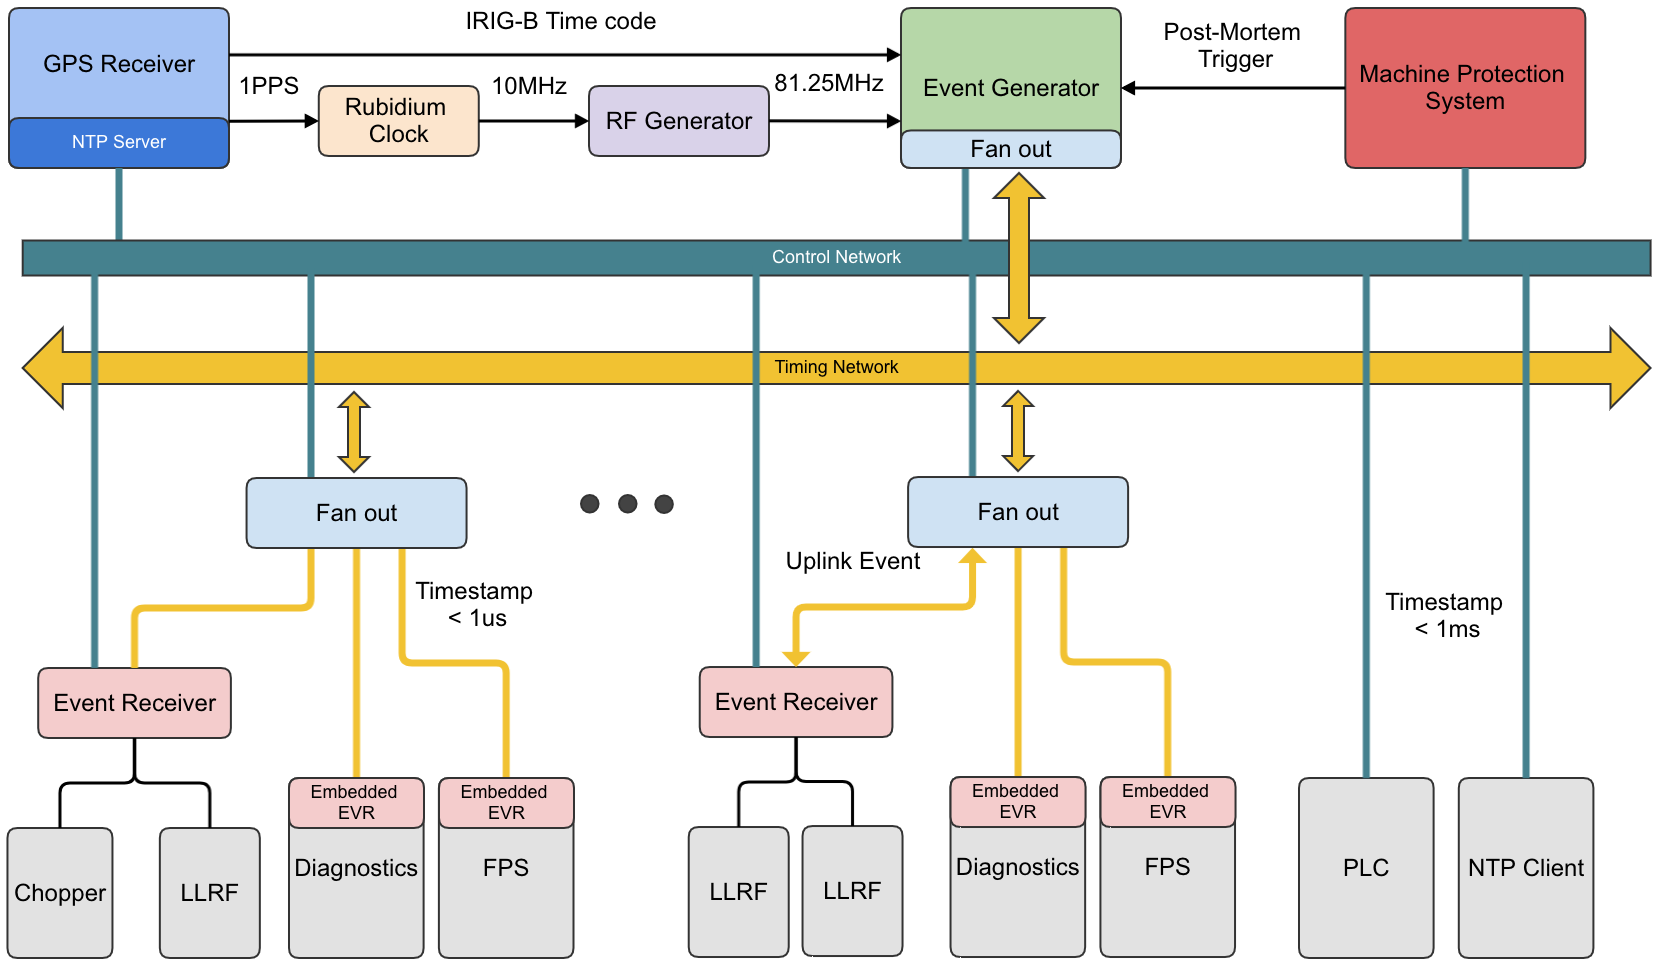 IRIG-B Time code
GPS Receiver
NTP Server
1PPS
Rubidium
Clock
10MHz
RF Generator
81.25MHz
Event Generator
Fan out
Post-Mortem
Trigger
Machine Protection
System
Control Network
Timing Network
Fan out
Fan out
Uplink Event
Timestamp
< 1us
Timestamp
< 1ms
Event Receiver
Event Receiver
Embedded
EVR
Embedded
EVR
Embedded
EVR
Embedded
EVR
Chopper
LLRF
Diagnostics
FPS
LLRF
LLRF
Diagnostics
FPS
PLC
NTP Client